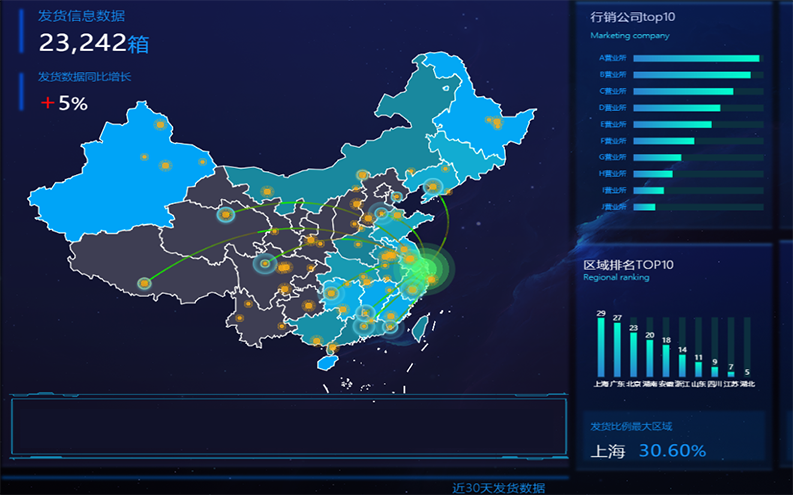 发货信息数据
23,242箱
发货数据同比增长
+5%
行销公司top10
Marketing company
A营业所
B营业所
C营业所
D营业所
E营业所
F营业所
G营业所
H营业所
I营业所
J营业所
区域排名TOP10
Regional ranking
29 27 23 20 18 14 11 9 7 5
上海 广东 北京 湖南 安徽 浙江 山东 四川 江苏 湖北
发货比例最大区域
上海 30.60%
近30天发货数据